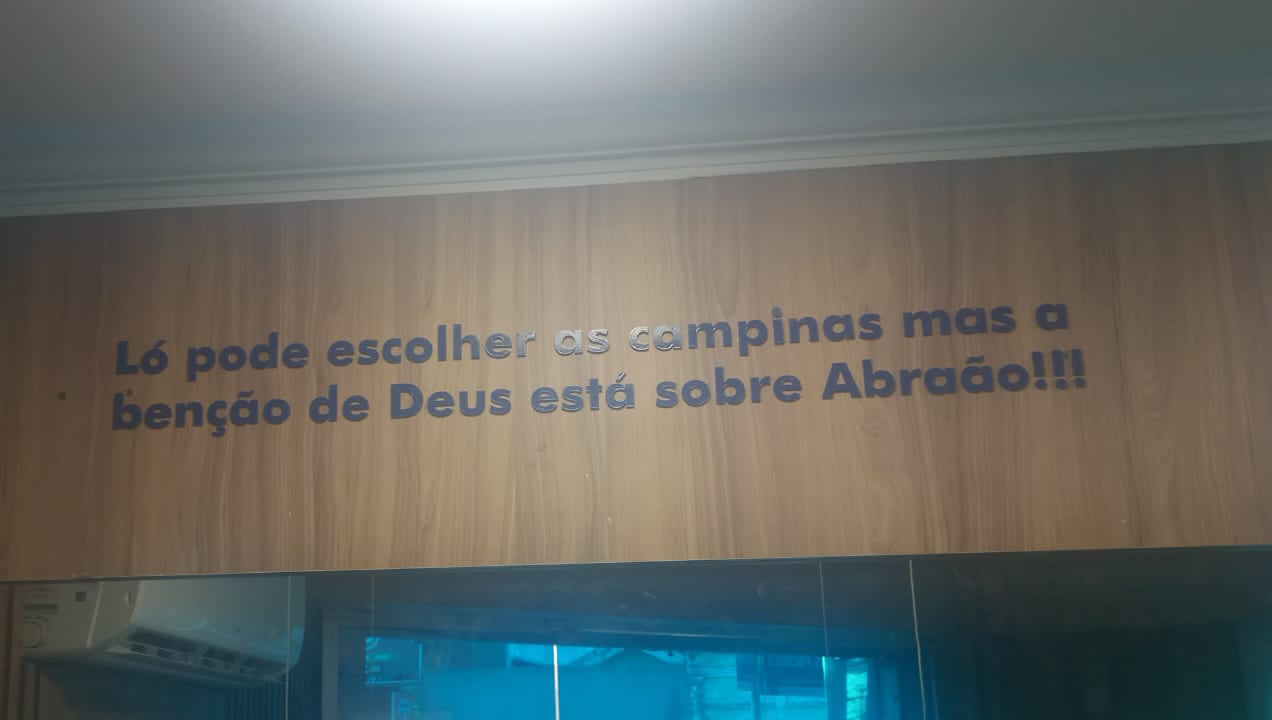 Ló pode escolher as campinas mas a
benção de Deus está sobre Abraão!!!